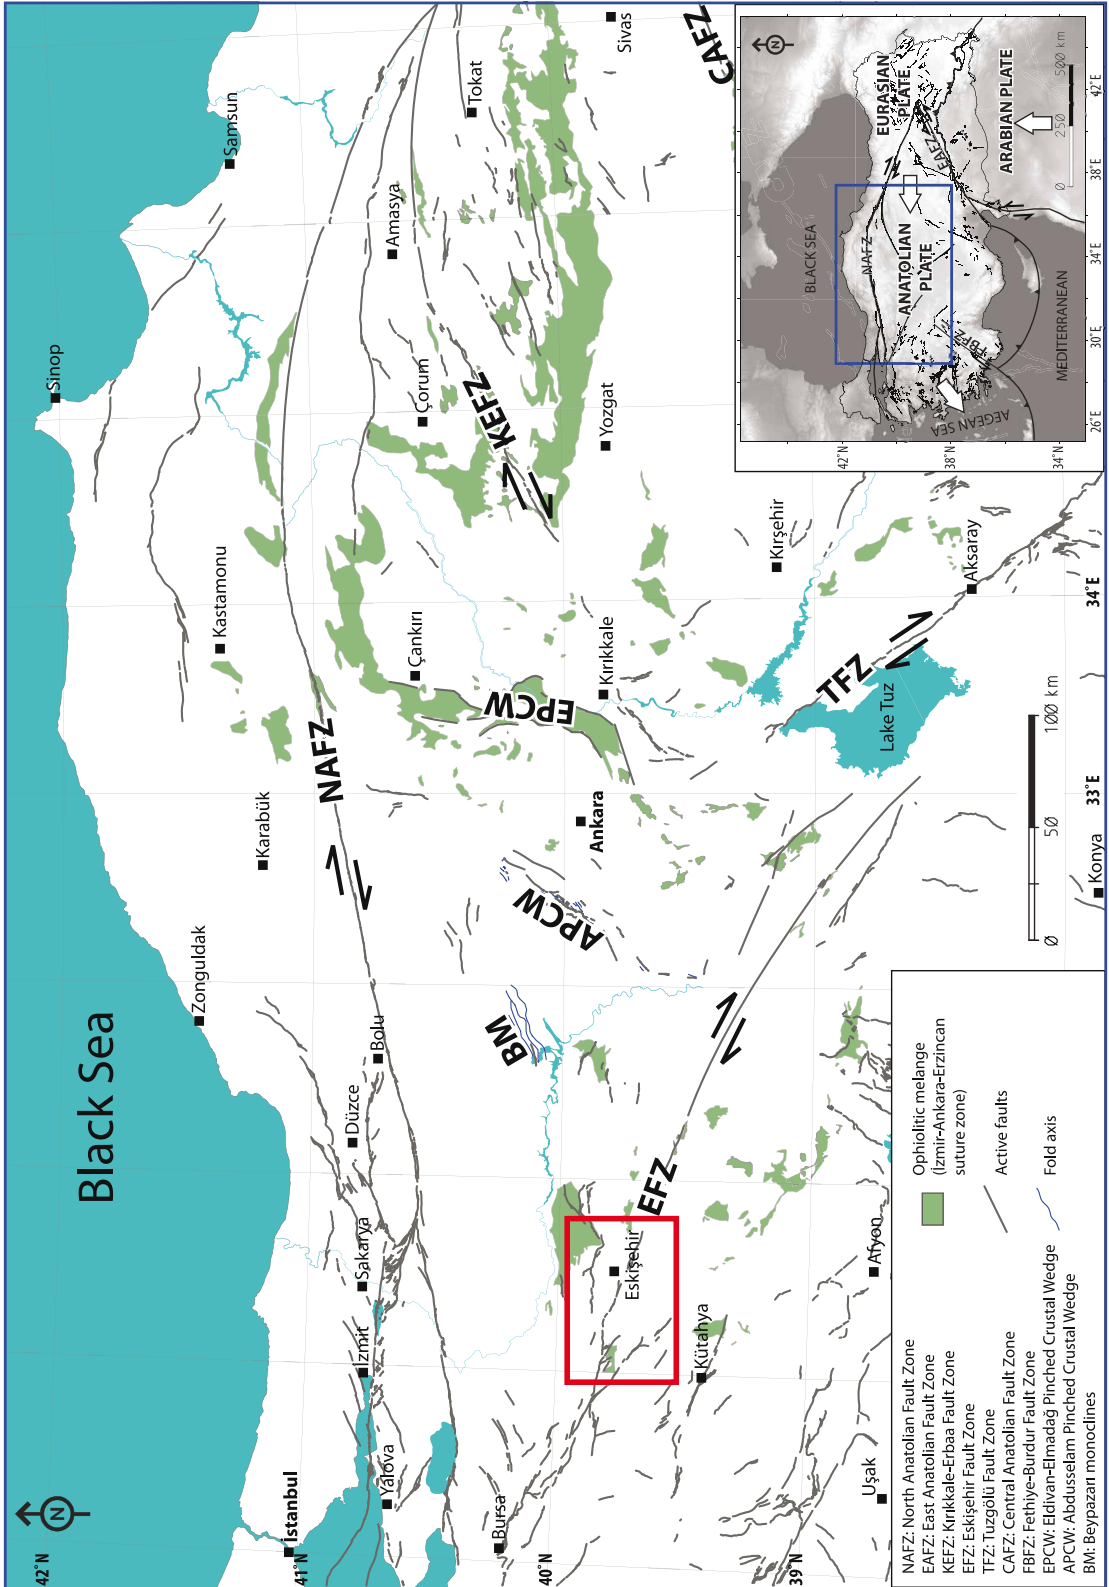 Black Sea
N
42°N
41°N
40°N
39°N
33°E
34°E
Sinop
Samsun
Kastamonu
Zonguldak
Karabük
Bolu
Düzce
Sakarya
İzmit
İstanbul
Yalova
Bursa
Amasya
Tokat
Sivas
Çorum
Yozgat
Çankırı
Kırıkkale
Ankara
Kırşehir
Aksaray
Lake Tuz
Konya
Eskişehir
Kütahya
Afyon
Uşak
NAFZ
KEFZ
CAFZ
EPCW
APCW
BM
EFZ
TFZ
0 50 100 km
NAFZ: North Anatolian Fault Zone
EAFZ: East Anatolian Fault Zone
KEFZ: Kırıkkale-Erbaa Fault Zone
EFZ: Eskişehir Fault Zone
TFZ: Tuzgölü Fault Zone
CAFZ: Central Anatolian Fault Zone
FBFZ: Fethiye-Burdur Fault Zone
EPCW: Eldivan-Elmadağ Pinched Crustal Wedge
APCW: Abdusselam Pinched Crustal Wedge
BM: Beypazarı monoclines
Ophiolitic melange
(İzmir-Ankara-Erzincan
suture zone)
Active faults
Fold axis
N
BLACK SEA
EURASIAN
PLATE
ANATOLIAN
PLATE
ARABIAN PLATE
NAFZ
EAFZ
FBFZ
AEGEAN SEA
MEDITERRANEAN
0 250 500 km
42°N
38°N
34°N
26°E
30°E
34°E
38°E
42°E